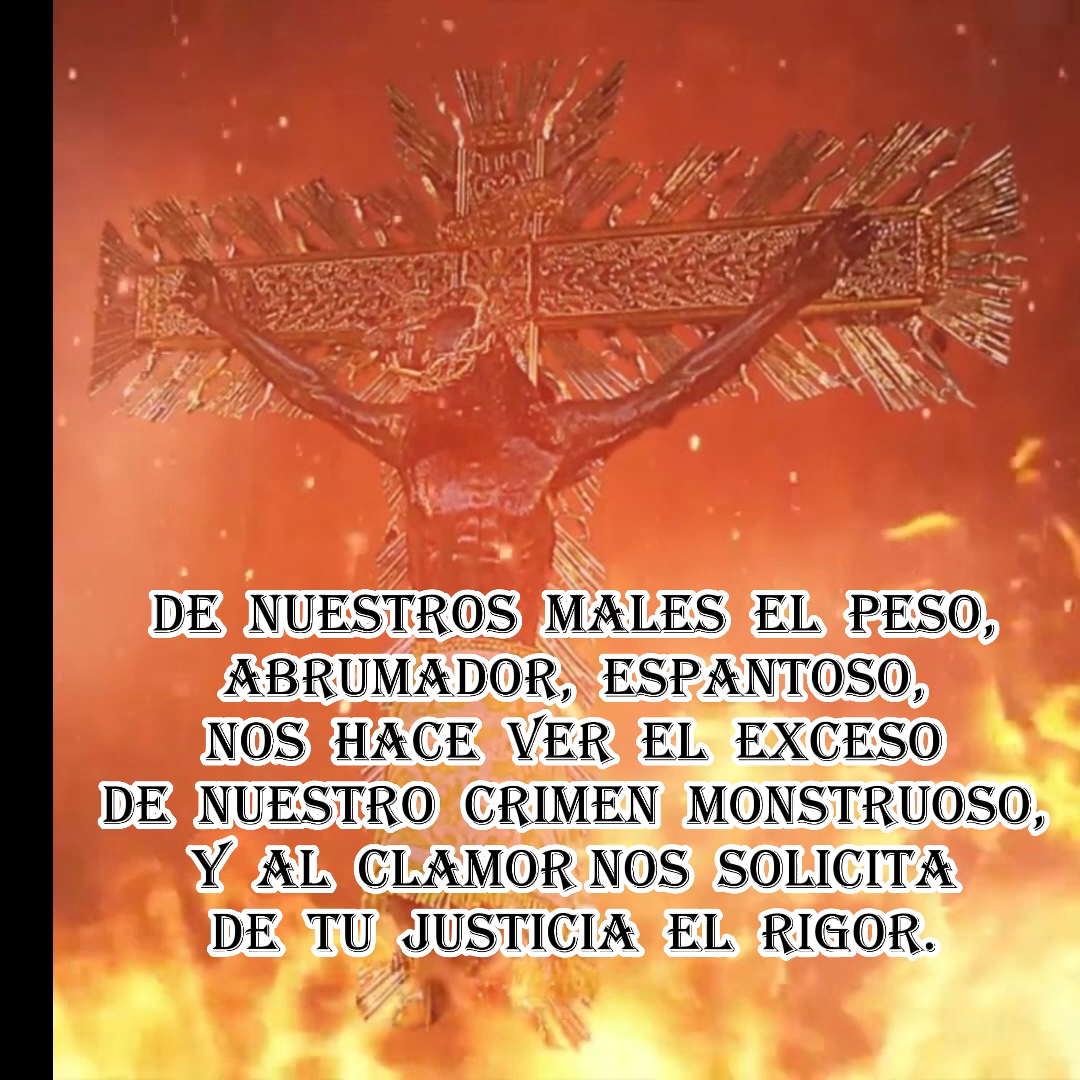 DE NUESTROS MALES EL PESO,
ABRUMADOR, ESPANTOSO,
NOS HACE VER EL EXCESO
DE NUESTRO CRIMEN MONSTRUOSO,
Y AL CLAMOR NOS SOLICITA
DE TU JUSTICIA EL RIGOR.